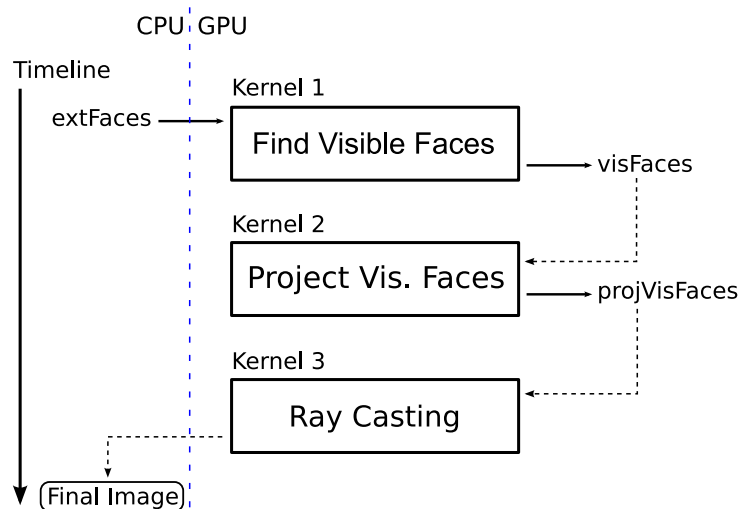 CPU GPU
Timeline
Kernel 1
extFaces
Find Visible Faces
visFaces
Kernel 2
Project Vis. Faces
projVisFaces
Kernel 3
Ray Casting
Final Image